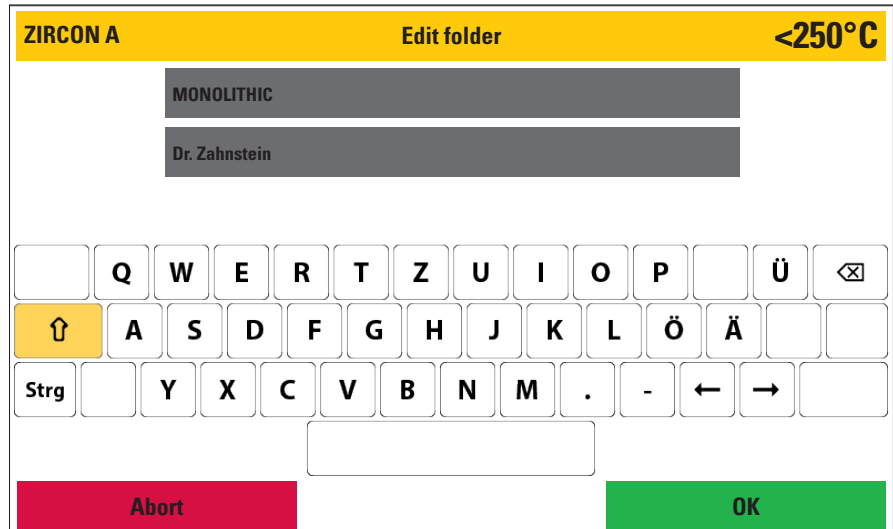 ZIRCON A Edit folder <250°C
MONOLITHIC
Dr. Zahnstein
Q W E R T Z U I O P Ü
A S D F G H J K L Ö Ä
Strg Y X C V B N M . - ← →
Abort OK